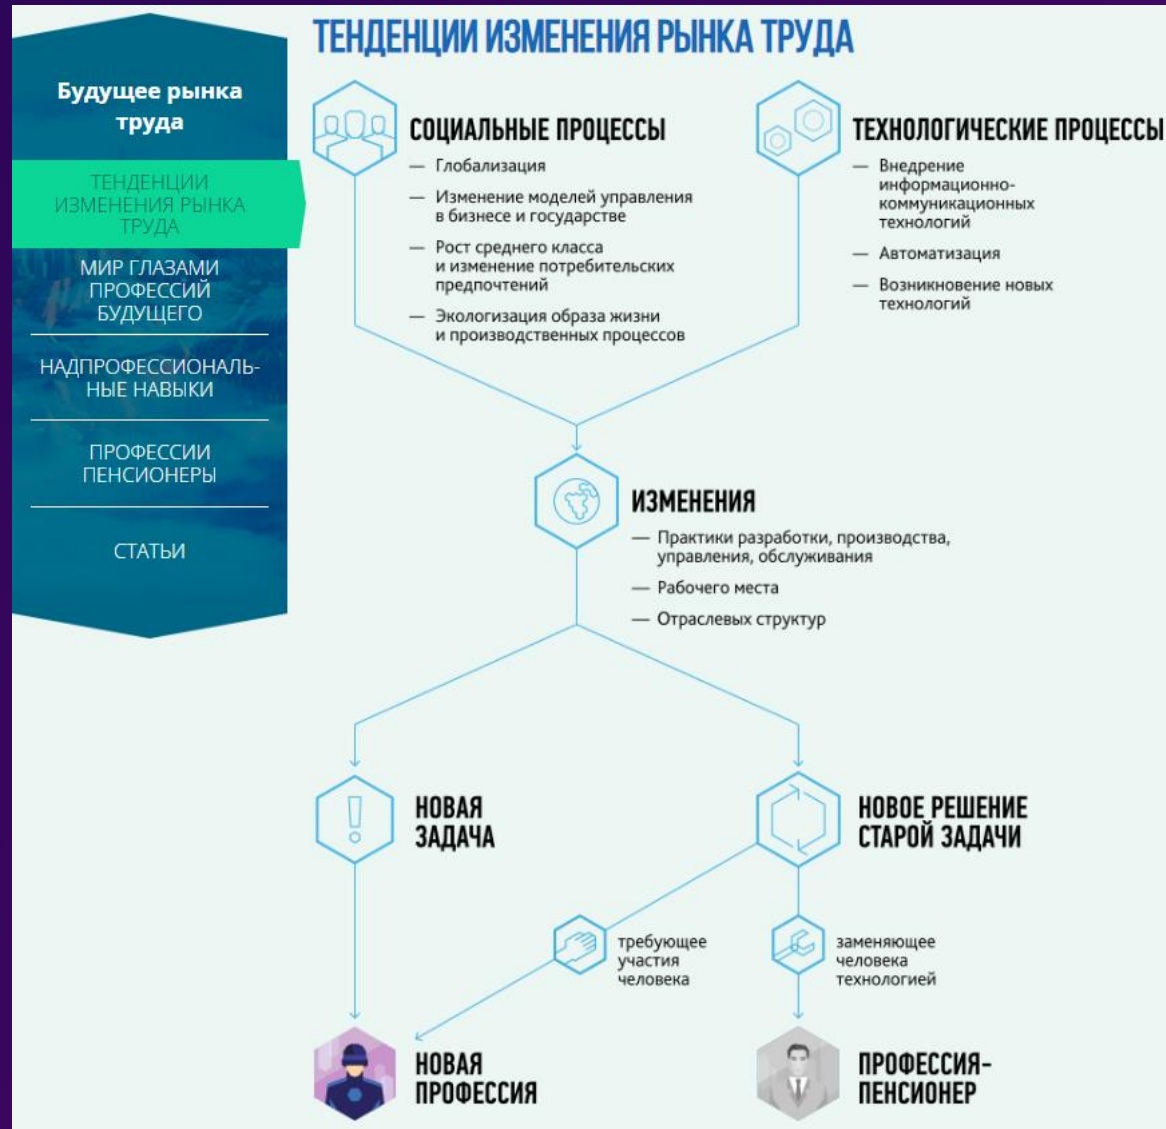 Будущее рынка
труда
ТЕНДЕНЦИИ
ИЗМЕНЕНИЯ РЫНКА
ТРУДА
МИР ГЛАЗАМИ
ПРОФЕССИЙ
БУДУЩЕГО
НАДПРОФЕССИОНАЛЬ-
НЫЕ НАВЫКИ
ПРОФЕССИИ
ПЕНСИОНЕРЫ
СТАТЬИ
ТЕНДЕНЦИИ ИЗМЕНЕНИЯ РЫНКА ТРУДА
СОЦИАЛЬНЫЕ ПРОЦЕССЫ
— Глобализация
— Изменение моделей управления
в бизнесе и государстве
— Рост среднего класса
и изменение потребительских
предпочтений
— Экологизация образа жизни
и производственных процессов
ТЕХНОЛОГИЧЕСКИЕ ПРОЦЕССЫ
— Внедрение
информационно-
коммуникационных
технологий
— Автоматизация
— Возникновение новых
технологий
ИЗМЕНЕНИЯ
— Практики разработки, производства,
управления, обслуживания
— Рабочего места
— Отраслевых структур
НОВАЯ
ЗАДАЧА
НОВОЕ РЕШЕНИЕ
СТАРОЙ ЗАДАЧИ
требующее
участия
человека
заменяющее
человека
технологией
НОВАЯ
ПРОФЕССИЯ
ПРОФЕССИЯ-
ПЕНСИОНЕР